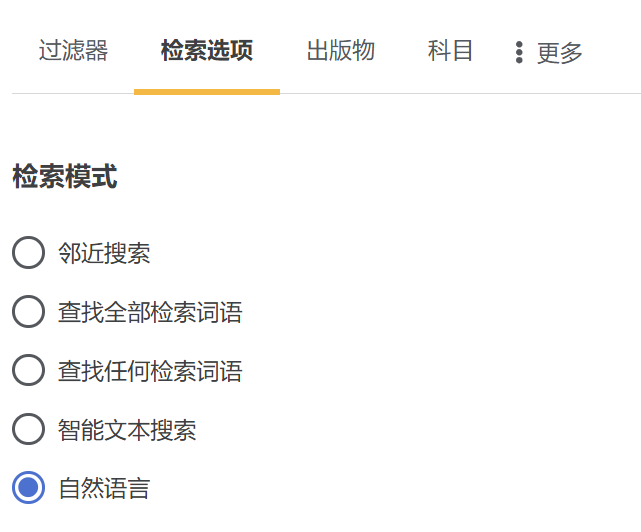 过滤器 检索选项 出版物 科目 更多
检索模式
邻近搜索
查找全部检索词语
查找任何检索词语
智能文本搜索
自然语言